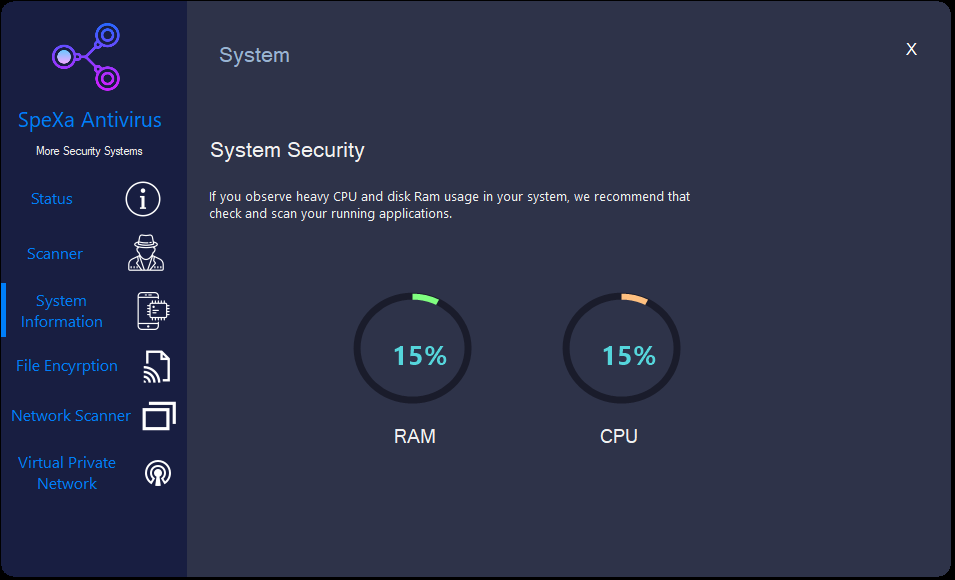 SpeXa Antivirus
More Security Systems
Status
Scanner
System
Information
File Encyrption
Network Scanner
Virtual Private
Network
System
X
System Security
If you observe heavy CPU and disk Ram usage in your system, we recommend that
check and scan your running applications.
15%
15%
RAM
CPU